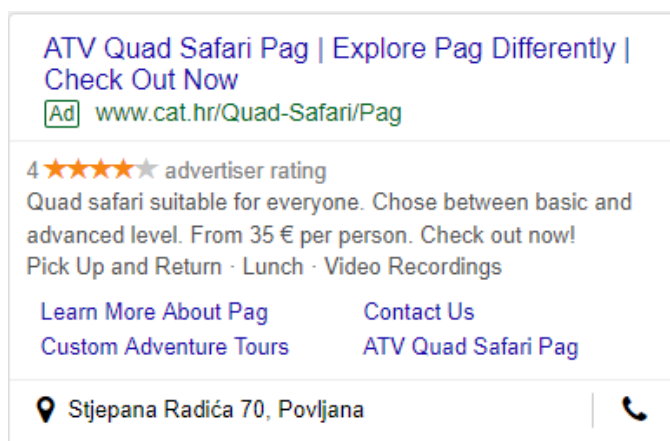 ATV Quad Safari Pag | Explore Pag Differently |
Check Out Now
Ad www.cat.hr/Quad-Safari/Pag
4 advertiser rating
Quad safari suitable for everyone. Chose between basic and
advanced level. From 35 € per person. Check out now!
Pick Up and Return · Lunch · Video Recordings
Learn More About Pag
Contact Us
Custom Adventure Tours
ATV Quad Safari Pag
Stjepana Radića 70, Povljana